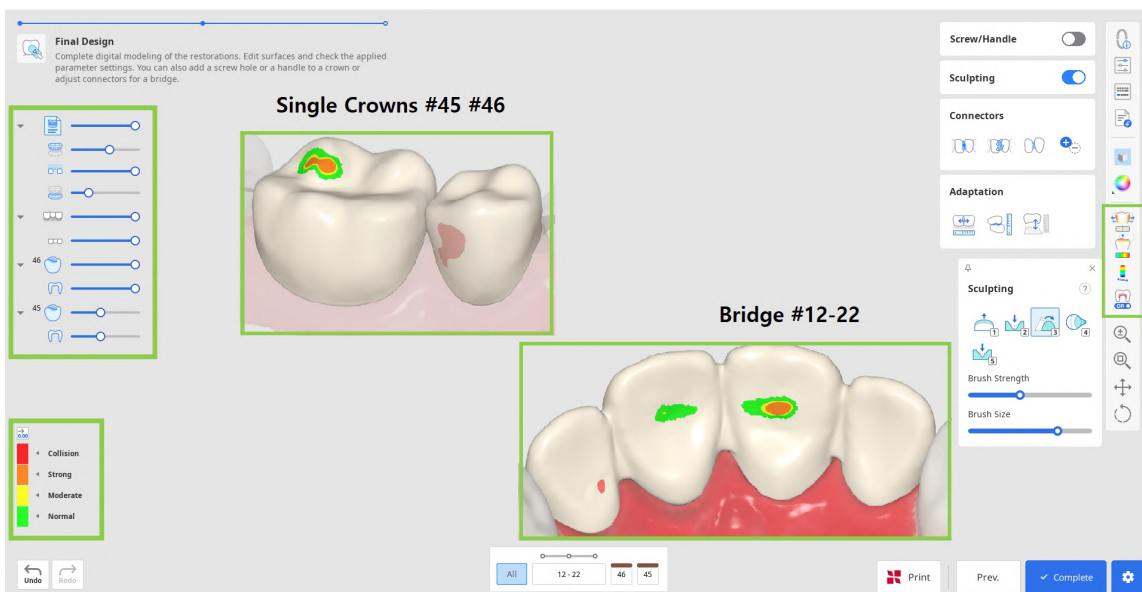 Final Design
Complete digital modeling of the restorations. Edit surfaces and check the applied
parameter settings. You can also add a screw hole or a handle to a crown or
adjust connectors for a bridge.
Single Crowns #45 #46
46
45
0.00
Collision
Strong
Moderate
Normal
Bridge #12-22
Screw/Handle
Sculpting
Connectors
Adaptation
Sculpting
?
1
2
3
4
5
Brush Strength
Brush Size
ON
Undo
Redo
All
12 - 22
46
45
Print
Prev.
Complete